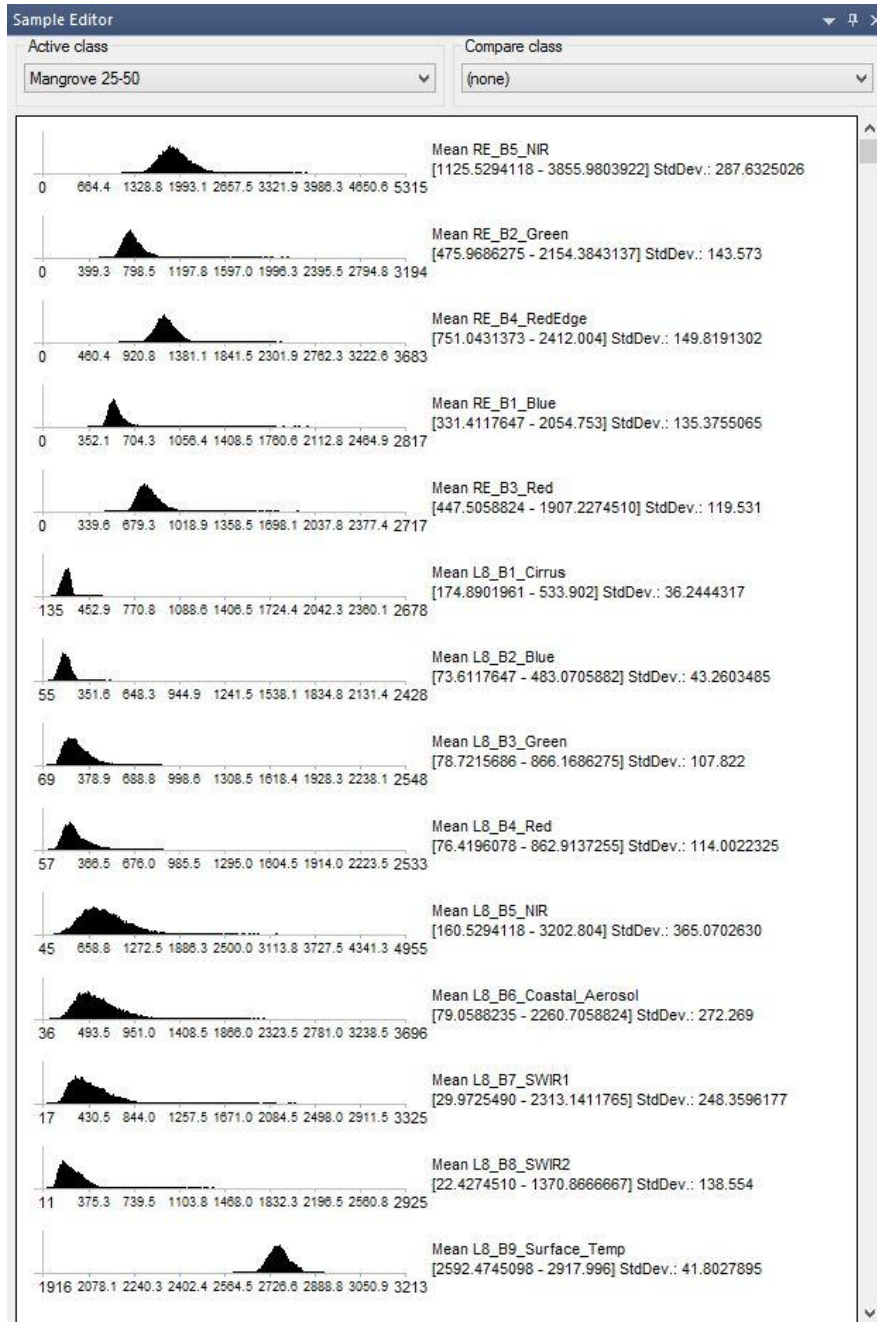 Sample Editor
Active class
Compare class
Mangrove 25-50
(none)
Mean RE_B5_NIR
[1125.5294118 - 3855.9803922] StdDev.: 287.6325026
0 664.4 1328.8 1993.1 2657.5 3321.9 3986.3 4650.6 5315
Mean RE_B2_Green
[475.9686275 - 2154.3843137] StdDev.: 143.573
0 399.3 798.5 1197.8 1597.0 1996.3 2395.5 2794.8 3194
Mean RE_B4_RedEdge
[751.0431373 - 2412.004] StdDev.: 149.8191302
0 460.4 920.8 1381.1 1841.5 2301.9 2762.3 3222.6 3683
Mean RE_B1_Blue
[331.4117647 - 2054.753] StdDev.: 135.3755065
0 352.1 704.3 1056.4 1408.5 1760.6 2112.8 2464.9 2817
Mean RE_B3_Red
[447.5058824 - 1907.2274510] StdDev.: 119.531
0 339.6 679.3 1018.9 1358.5 1698.1 2037.8 2377.4 2717
Mean L8_B1_Cirrus
[174.8901961 - 533.902] StdDev.: 36.2444317
135 452.9 770.8 1088.6 1406.5 1724.4 2042.3 2360.1 2678
Mean L8_B2_Blue
[73.6117647 - 483.0705882] StdDev.: 43.2603485
55 351.6 648.3 944.9 1241.5 1538.1 1834.8 2131.4 2428
Mean L8_B3_Green
[78.7215686 - 866.1686275] StdDev.: 107.822
69 378.9 688.8 998.6 1308.5 1618.4 1928.3 2238.1 2548
Mean L8_B4_Red
[76.4196078 - 862.9137255] StdDev.: 114.0022325
57 366.5 676.0 985.5 1295.0 1604.5 1914.0 2223.5 2533
Mean L8_B5_NIR
[160.5294118 - 3202.804] StdDev.: 365.0702630
45 658.8 1272.5 1886.3 2500.0 3113.8 3727.5 4341.3 4955
Mean L8_B6_Coastal_Aerosol
[79.0588235 - 2260.7058824] StdDev.: 272.269
36 493.5 951.0 1408.5 1866.0 2323.5 2781.0 3238.5 3696
Mean L8_B7_SWIR1
[29.9725490 - 2313.1411765] StdDev.: 248.3596177
17 430.5 844.0 1257.5 1671.0 2084.5 2498.0 2911.5 3325
Mean L8_B8_SWIR2
[22.4274510 - 1370.8666667] StdDev.: 138.554
11 375.3 739.5 1103.8 1468.0 1832.3 2196.5 2560.8 2925
Mean L8_B9_Surface_Temp
[2592.4745098 - 2917.996] StdDev.: 41.8027895
1916 2078.1 2240.3 2402.4 2564.5 2726.6 2888.8 3050.9 3213